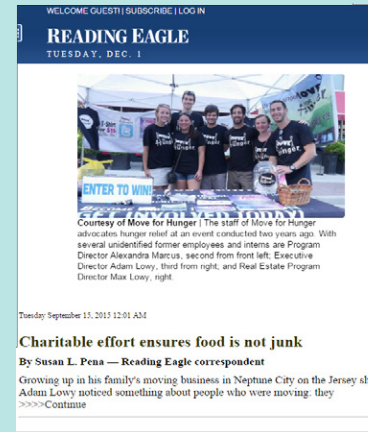 WELCOME GUEST! | SUBSCRIBE | LOG IN
READING EAGLE
TUESDAY, DEC. 1
ENTER TO WIN!
GET INVOLVED TODAY!
Courtesy of Move for Hunger | The staff of Move for Hunger
advocates hunger relief at an event conducted two years ago. With
several unidentified former employees and interns are Program
Director Alexandra Marcus, second from front left; Executive
Director Adam Lowy, third from right; and Real Estate Program
Director Max Lowy, right.
Tuesday September 15, 2015 12:01 AM
Charitable effort ensures food is not junk
By Susan L. Pena — Reading Eagle correspondent
Growing up in his family's moving business in Neptune City on the Jersey sh
Adam Lowy noticed something about people who were moving. they
>>>>Continue